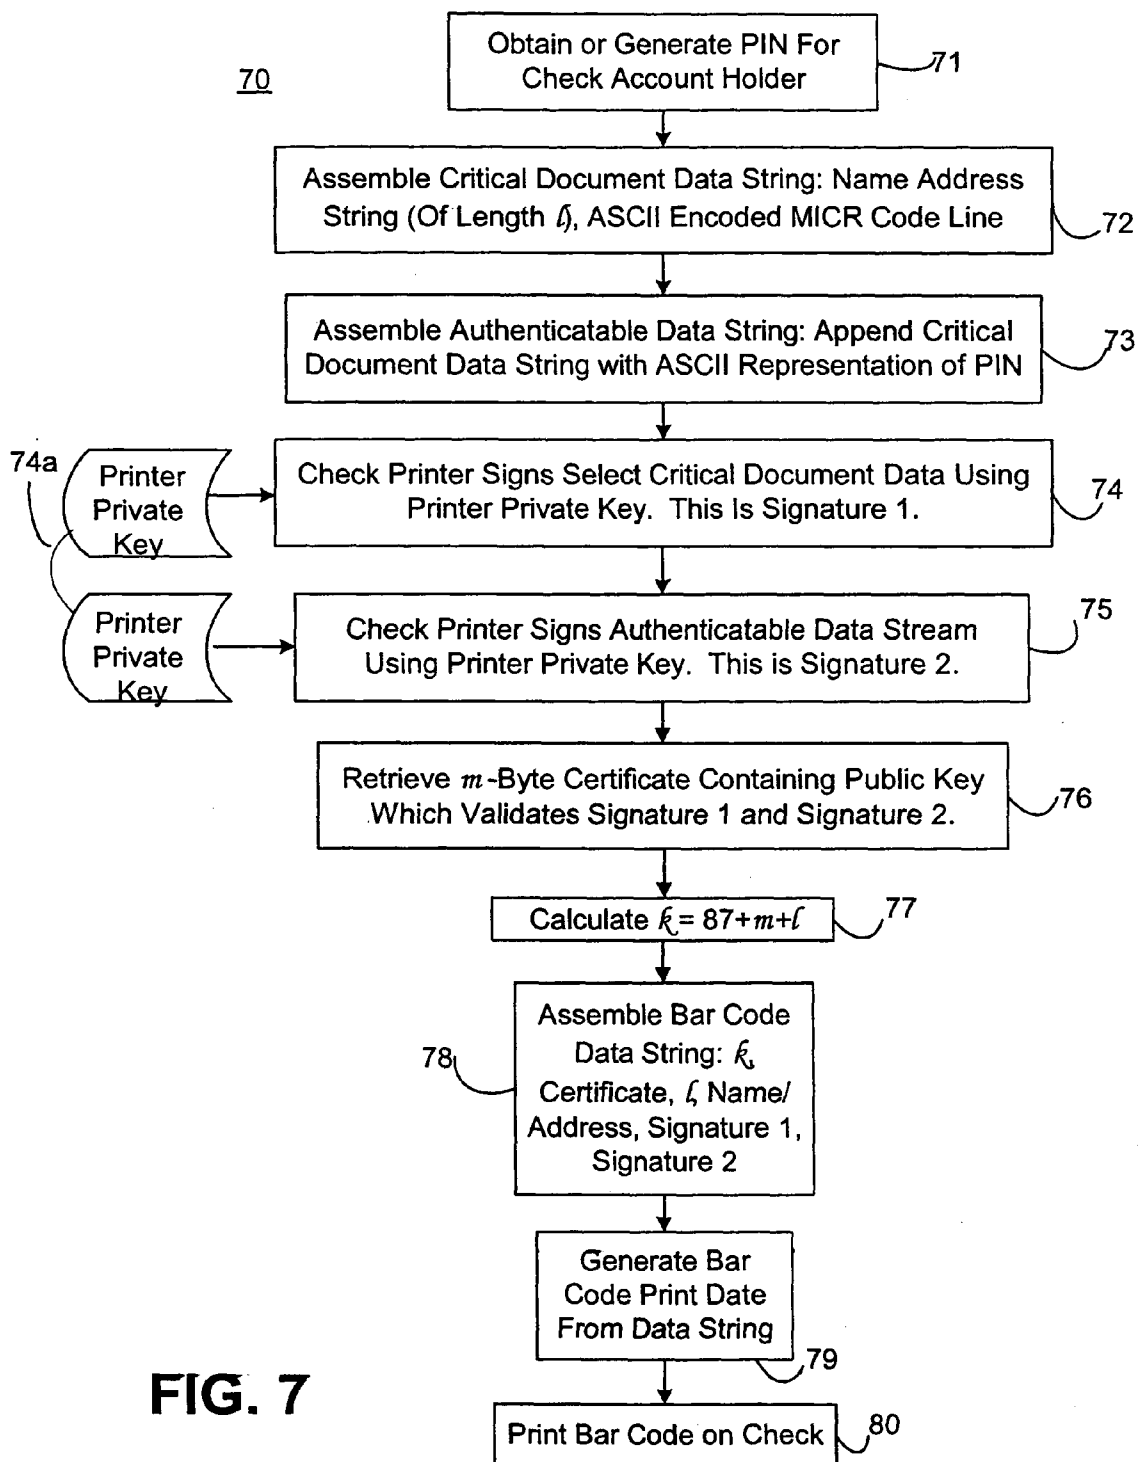 70
Obtain or Generate PIN For
Check Account Holder
71
Assemble Critical Document Data String: Name Address
String (Of Length l), ASCII Encoded MICR Code Line
72
Assemble Authenticatable Data String: Append Critical
Document Data String with ASCII Representation of PIN
73
74a
Printer
Private
Key
Check Printer Signs Select Critical Document Data Using
Printer Private Key. This Is Signature 1.
74
Printer
Private
Key
Check Printer Signs Authenticatable Data Stream
Using Printer Private Key. This is Signature 2.
75
Retrieve m-Byte Certificate Containing Public Key
Which Validates Signature 1 and Signature 2.
76
Calculate k = 87+m+l
77
78
Assemble Bar Code
Data String: k,
Certificate, l, Name/
Address, Signature 1,
Signature 2
Generate Bar
Code Print Date
From Data String
79
Print Bar Code on Check
80
FIG. 7